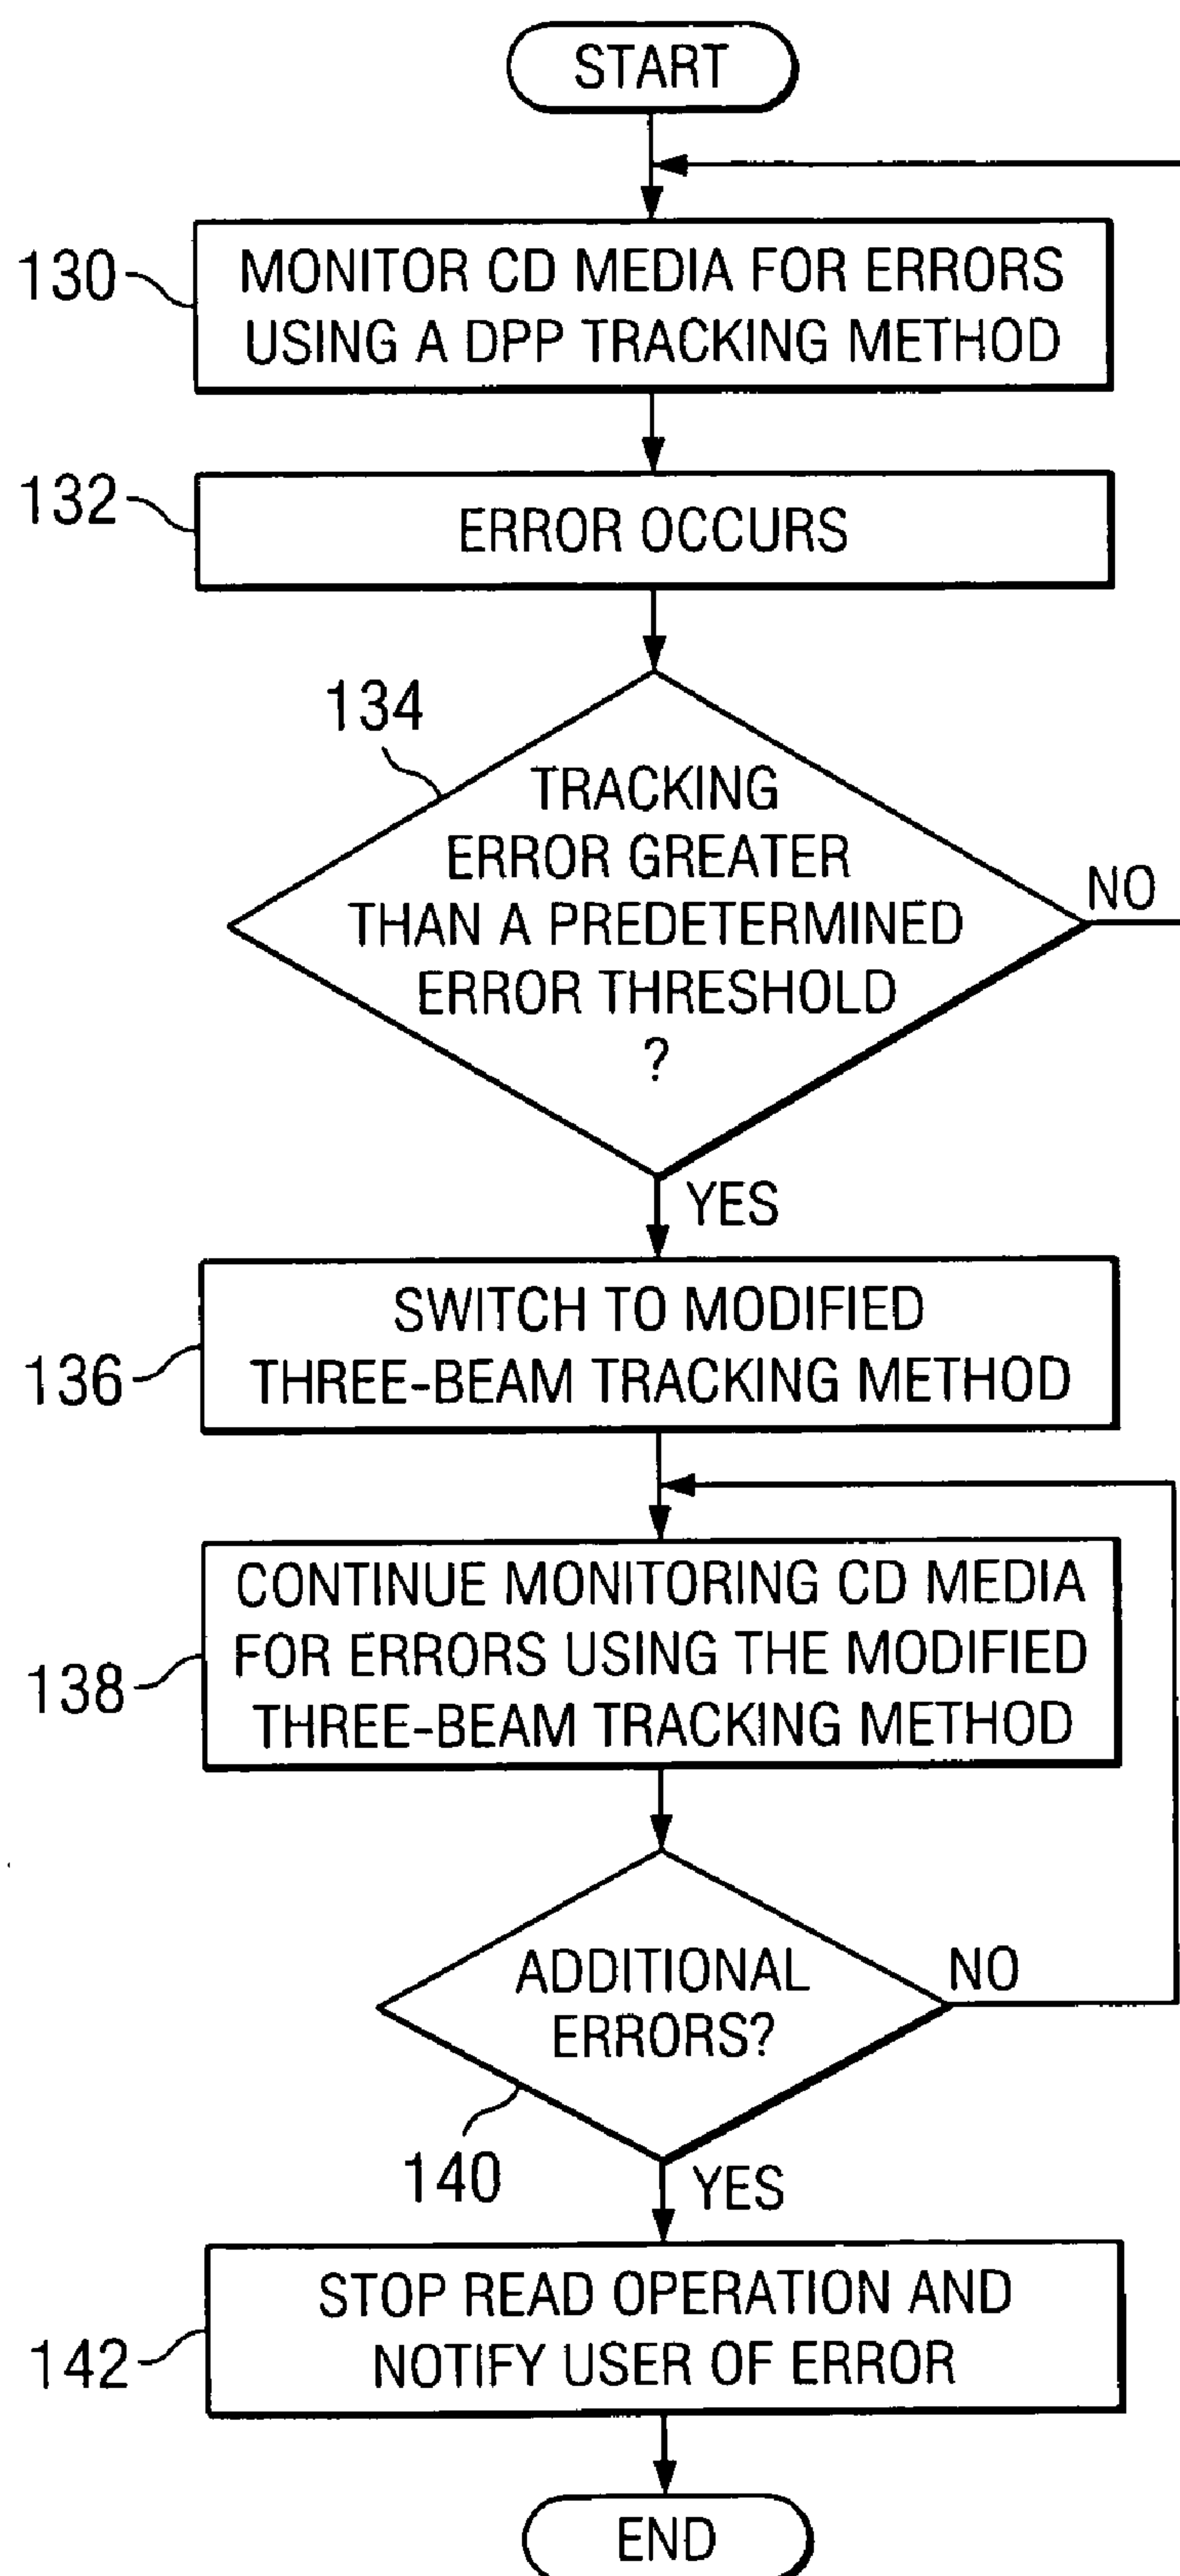 START
130
MONITOR CD MEDIA FOR ERRORS
USING A DPP TRACKING METHOD
132
ERROR OCCURS
134
TRACKING
ERROR GREATER
THAN A PREDETERMINED
ERROR THRESHOLD
?
NO
YES
136
SWITCH TO MODIFIED
THREE-BEAM TRACKING METHOD
138
CONTINUE MONITORING CD MEDIA
FOR ERRORS USING THE MODIFIED
THREE-BEAM TRACKING METHOD
ADDITIONAL
ERRORS?
NO
140
YES
142
STOP READ OPERATION AND
NOTIFY USER OF ERROR
END